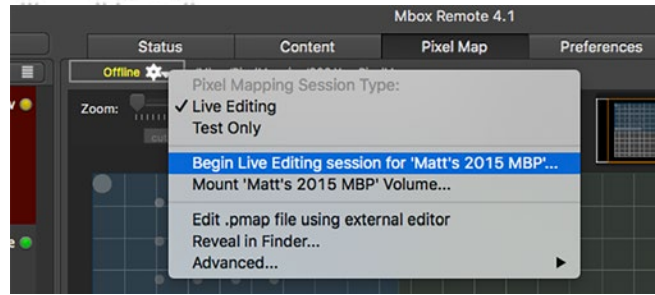 Mbox Remote 4.1
Status Content Pixel Map Preferences
Offline
Pixel Mapping Session Type:
Zoom:
✓ Live Editing
Test Only
cut
Begin Live Editing session for 'Matt's 2015 MBP'...
Mount 'Matt's 2015 MBP' Volume...
Edit .pmap file using external editor
Reveal in Finder...
Advanced...